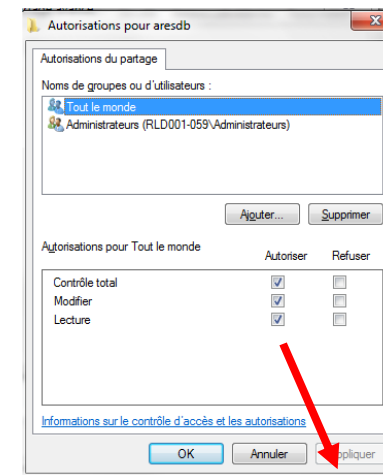 Autorisations pour aresdb
Autorisations du partage
Noms de groupes ou d'utilisateurs :
Tout le monde
Administrateurs (RLD001-059\Administrateurs)
Ajouter... Supprimer
Autorisations pour Tout le monde Autoriser Refuser
Contrôle total
Modifier
Lecture
Informations sur le contrôle d'accès et les autorisations
OK Annuler ppliquer